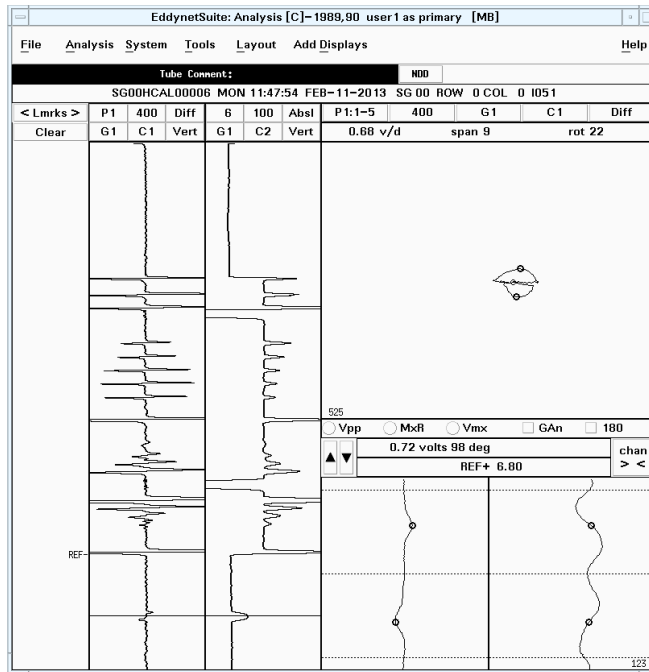 EddynetSuite: Analysis [C]-1989,90 user1 as primary [MB]
File Analysis System Tools Layout Add Displays Help
Tube Comment: NDD
SG00HCAL00006 MON 11:47:54 FEB-11-2013 SG 00 ROW 0 COL 0 I051
< Lmrks > P1 400 Diff 6 100 Absl P1:1-5 400 G1 C1 Diff
Clear G1 C1 Vert G1 C2 Vert 0.68 v/d span 9 rot 22
525
Vpp MxR Vmx GAn 180
0.72 volts 98 deg chan
REF+ 6.80 > <
REF
123